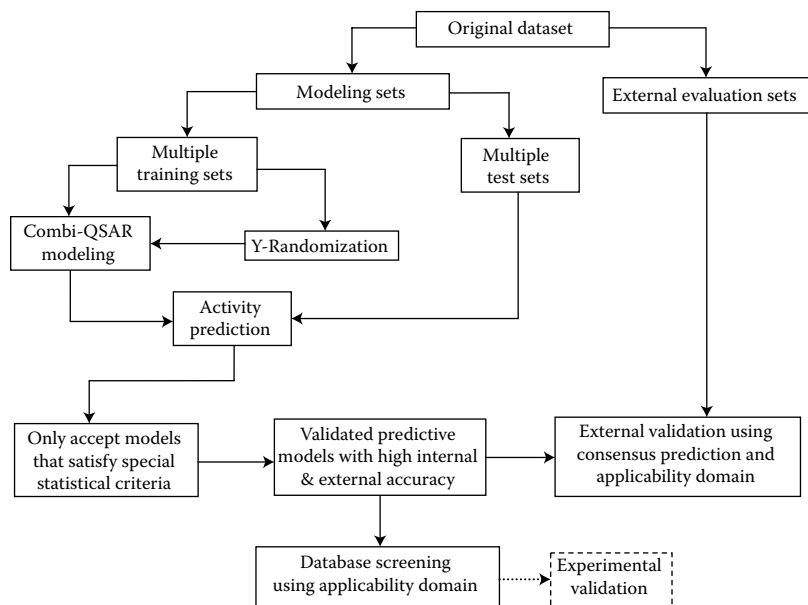 Original dataset
Modeling sets
External evaluation sets
Multiple
training sets
Multiple
test sets
Combi-QSAR
modeling
Y-Randomization
Activity
prediction
Only accept models
that satisfy special
statistical criteria
Validated predictive
models with high internal
& external accuracy
External validation using
consensus prediction and
applicability domain
Database screening
using applicability domain
Experimental
validation